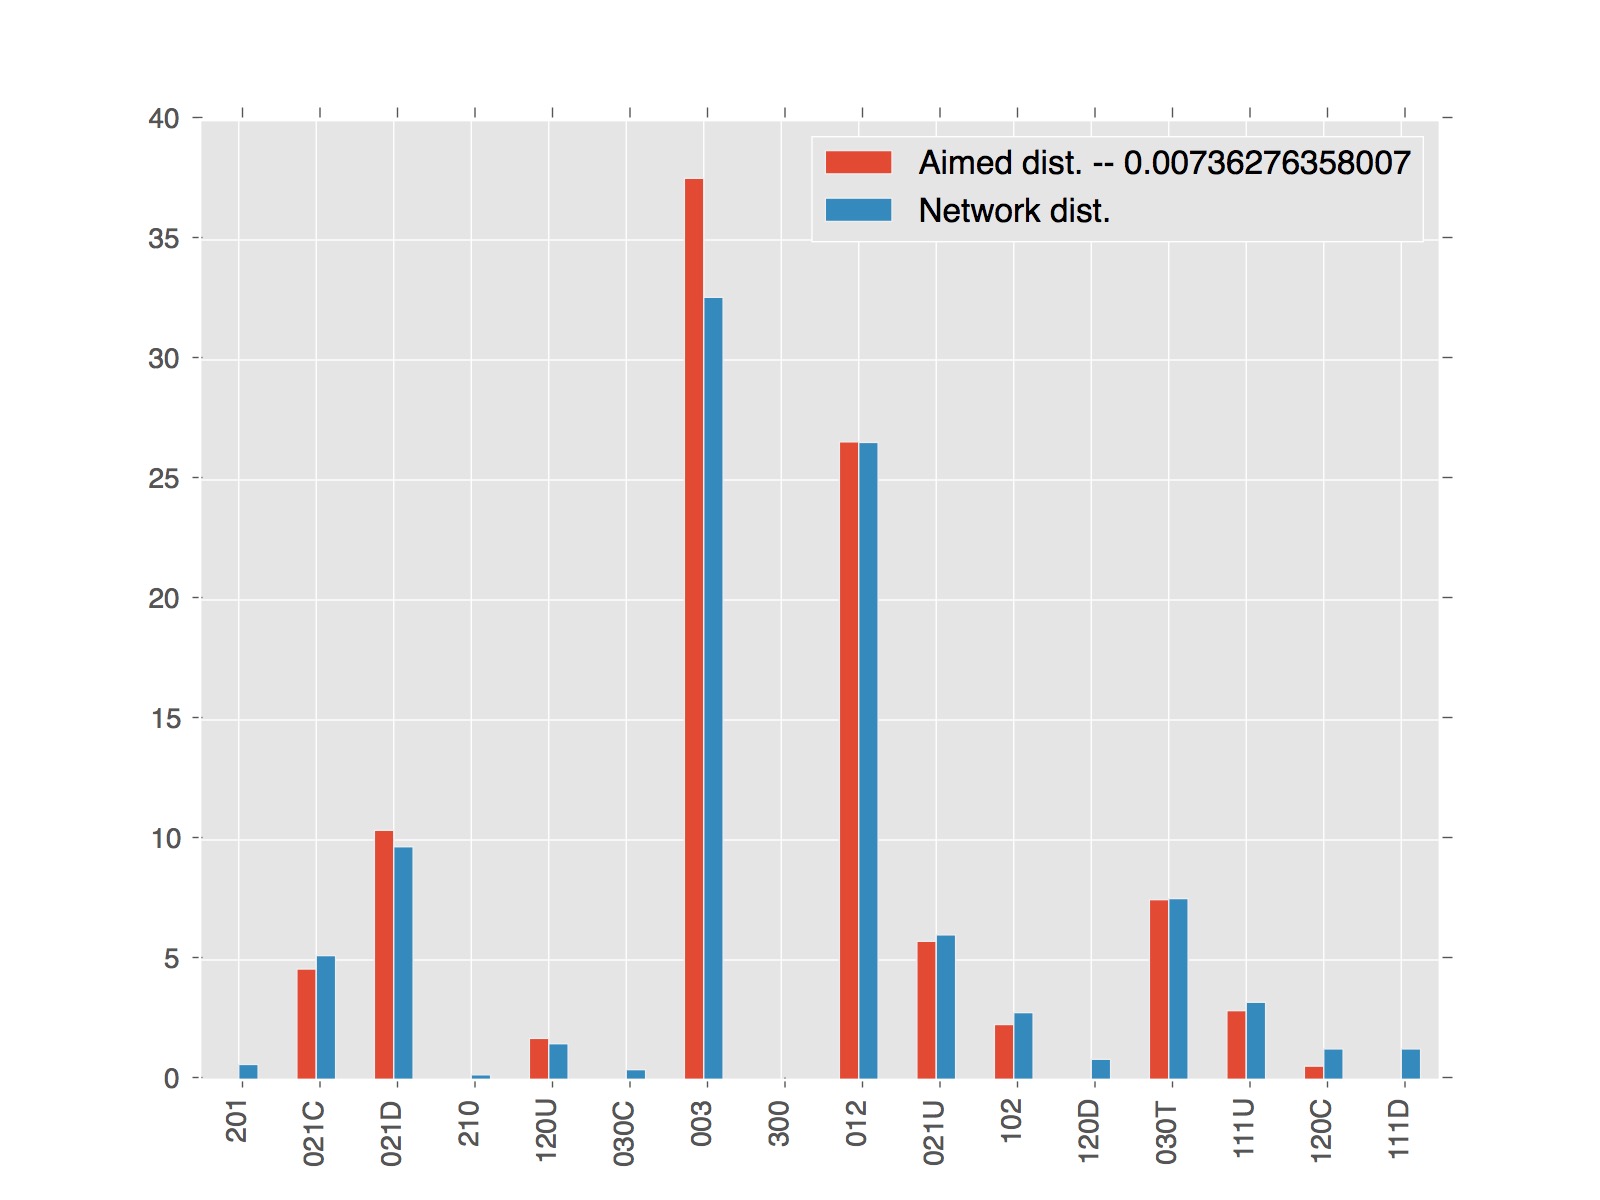 40
35
30
25
20
15
10
5
0
Aimed dist. -- 0.00736276358007
Network dist.
201
021C
021D
210
120U
030C
003
300
012
021U
102
120D
030T
111U
120C
111D